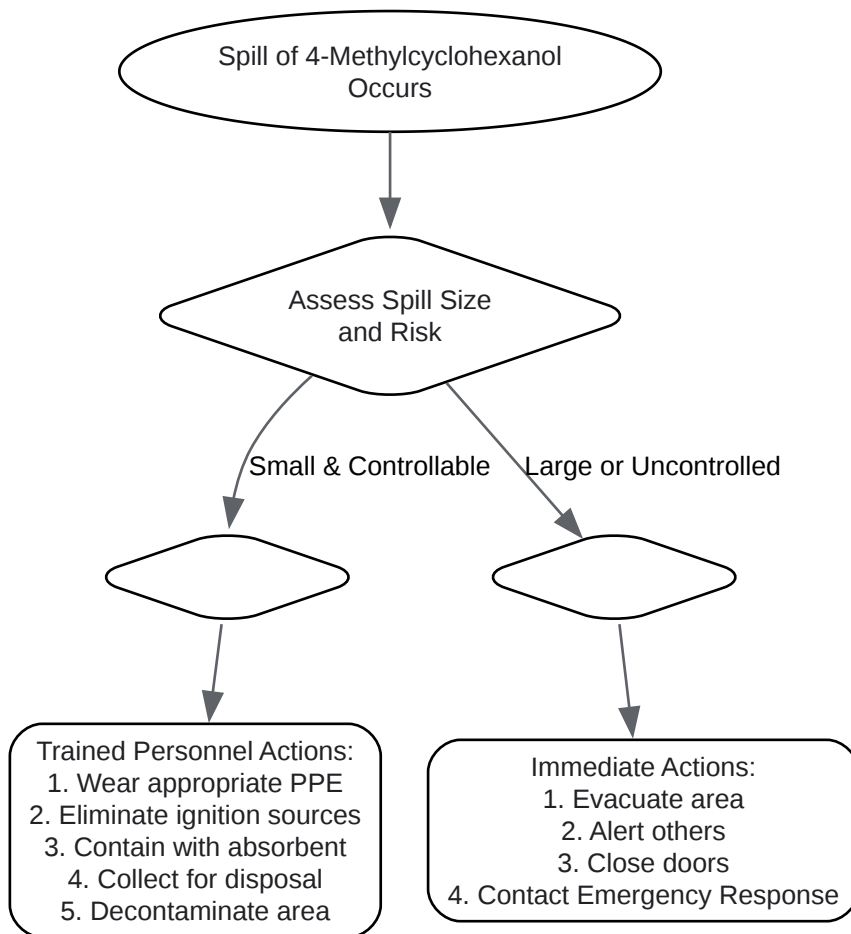 Spill of 4-Methylcyclohexanol
Occurs
Assess Spill Size
and Risk
Small & Controllable
Large or Uncontrolled
Trained Personnel Actions:
1. Wear appropriate PPE
2. Eliminate ignition sources
3. Contain with absorbent
4. Collect for disposal
5. Decontaminate area
Immediate Actions:
1. Evacuate area
2. Alert others
3. Close doors
4. Contact Emergency Response